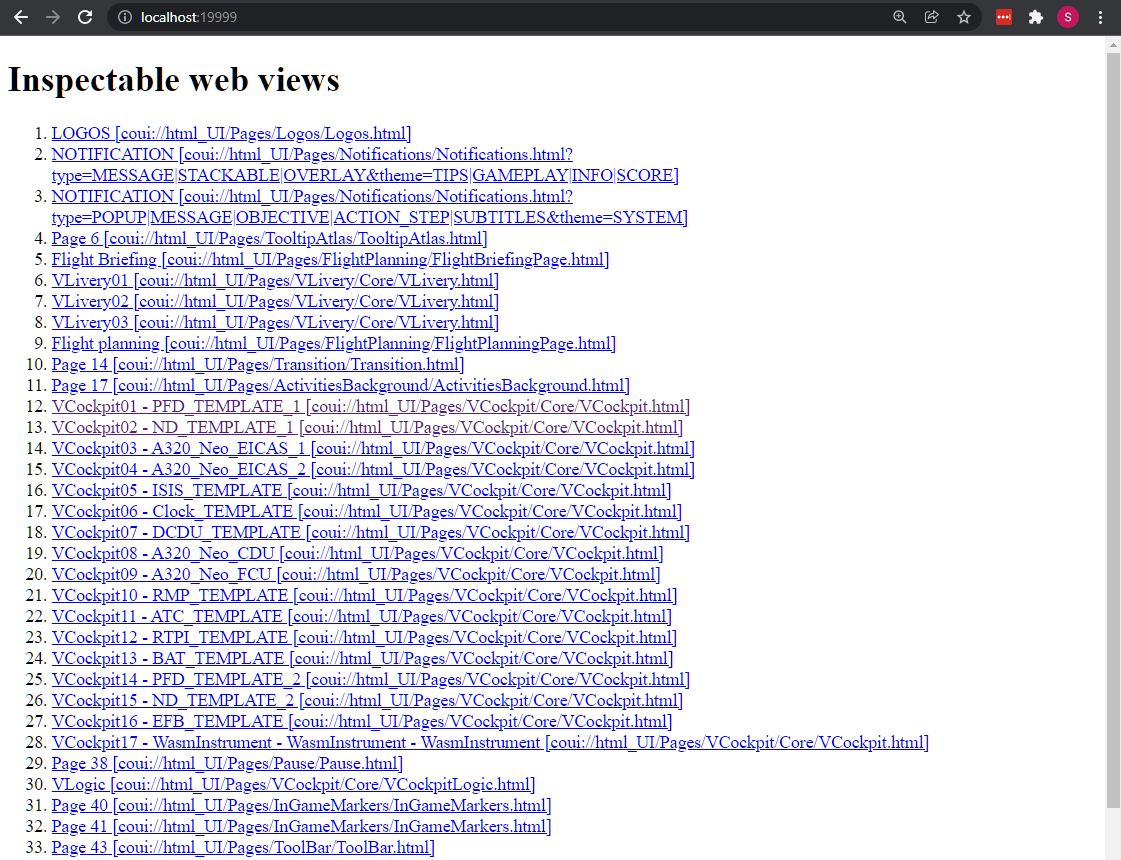 localhost:19999
S
Inspectable web views
1. LOGOS [coui://html_UI/Pages/Logos/Logos.html]
2. NOTIFICATION [coui://html_UI/Pages/Notifications/Notifications.html?
type=MESSAGE|STACKABLE|OVERLAY&theme=TIPS|GAMEPLAY|INFO|SCORE]
3. NOTIFICATION [coui://html_UI/Pages/Notifications/Notifications.html?
type=POPUP|MESSAGE|OBJECTIVE|ACTION_STEP|SUBTITLES&theme=SYSTEM]
4. Page 6 [coui://html_UI/Pages/TooltipAtlas/TooltipAtlas.html]
5. Flight Briefing [coui://html_UI/Pages/FlightPlanning/FlightBriefingPage.html]
6. VLivery01 [coui://html_UI/Pages/VLivery/Core/VLivery.html]
7. VLivery02 [coui://html_UI/Pages/VLivery/Core/VLivery.html]
8. VLivery03 [coui://html_UI/Pages/VLivery/Core/VLivery.html]
9. Flight planning [coui://html_UI/Pages/FlightPlanning/FlightPlanningPage.html]
10. Page 14 [coui://html_UI/Pages/Transition/Transition.html]
11. Page 17 [coui://html_UI/Pages/ActivitiesBackground/ActivitiesBackground.html]
12. VCockpit01 - PFD_TEMPLATE_1 [coui://html_UI/Pages/VCockpit/Core/VCockpit.html]
13. VCockpit02 - ND_TEMPLATE_1 [coui://html_UI/Pages/VCockpit/Core/VCockpit.html]
14. VCockpit03 - A320_Neo_EICAS_1 [coui://html_UI/Pages/VCockpit/Core/VCockpit.html]
15. VCockpit04 - A320_Neo_EICAS_2 [coui://html_UI/Pages/VCockpit/Core/VCockpit.html]
16. VCockpit05 - ISIS_TEMPLATE [coui://html_UI/Pages/VCockpit/Core/VCockpit.html]
17. VCockpit06 - Clock_TEMPLATE [coui://html_UI/Pages/VCockpit/Core/VCockpit.html]
18. VCockpit07 - DCDU_TEMPLATE [coui://html_UI/Pages/VCockpit/Core/VCockpit.html]
19. VCockpit08 - A320_Neo_CDU [coui://html_UI/Pages/VCockpit/Core/VCockpit.html]
20. VCockpit09 - A320_Neo_FCU [coui://html_UI/Pages/VCockpit/Core/VCockpit.html]
21. VCockpit10 - RMP_TEMPLATE [coui://html_UI/Pages/VCockpit/Core/VCockpit.html]
22. VCockpit11 - ATC_TEMPLATE [coui://html_UI/Pages/VCockpit/Core/VCockpit.html]
23. VCockpit12 - RTPI_TEMPLATE [coui://html_UI/Pages/VCockpit/Core/VCockpit.html]
24. VCockpit13 - BAT_TEMPLATE [coui://html_UI/Pages/VCockpit/Core/VCockpit.html]
25. VCockpit14 - PFD_TEMPLATE_2 [coui://html_UI/Pages/VCockpit/Core/VCockpit.html]
26. VCockpit15 - ND_TEMPLATE_2 [coui://html_UI/Pages/VCockpit/Core/VCockpit.html]
27. VCockpit16 - EFB_TEMPLATE [coui://html_UI/Pages/VCockpit/Core/VCockpit.html]
28. VCockpit17 - WasmInstrument - WasmInstrument - WasmInstrument [coui://html_UI/Pages/VCockpit/Core/VCockpit.html]
29. Page 38 [coui://html_UI/Pages/Pause/Pause.html]
30. VLogic [coui://html_UI/Pages/VCockpit/Core/VCockpitLogic.html]
31. Page 40 [coui://html_UI/Pages/InGameMarkers/InGameMarkers.html]
32. Page 41 [coui://html_UI/Pages/InGameMarkers/InGameMarkers.html]
33. Page 43 [coui://html_UI/Pages/ToolBar/ToolBar.html]